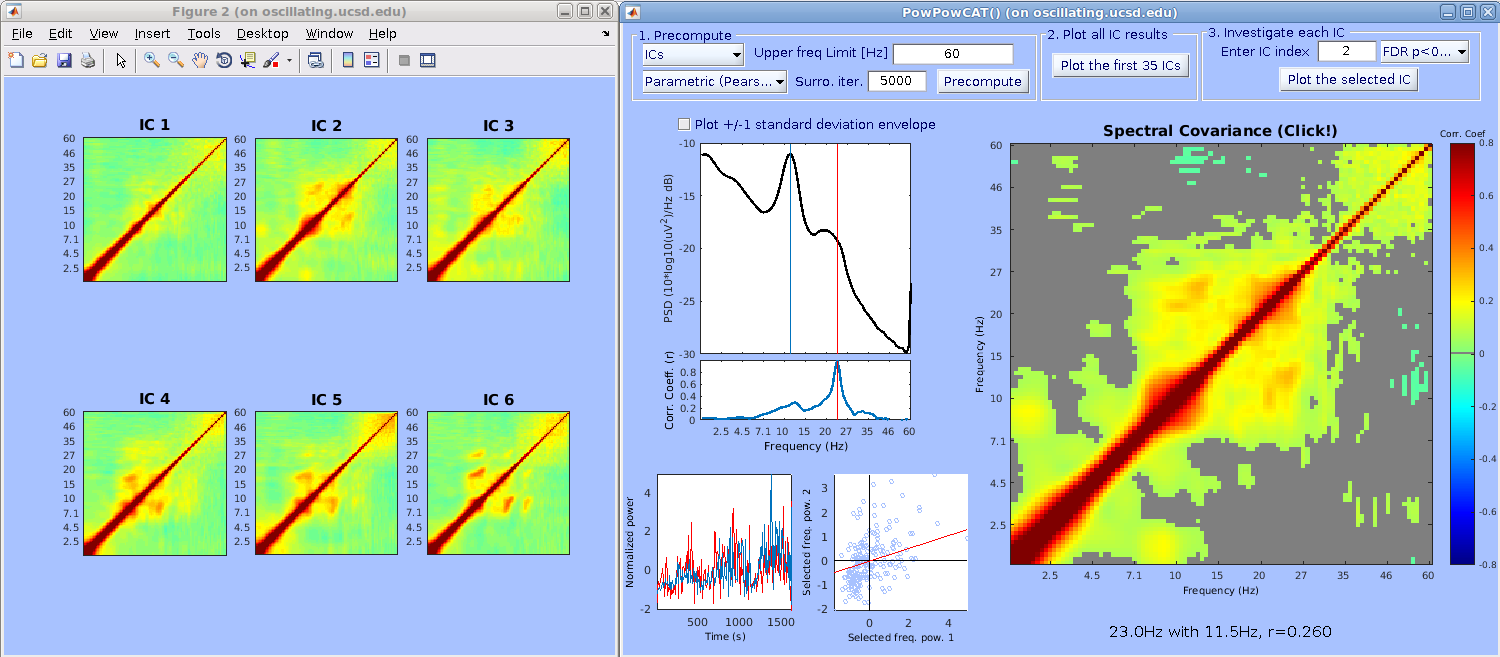 Figure 2 (on oscillating.ucsd.edu)
File Edit View Insert Tools Desktop Window Help
IC 1 IC 2 IC 3
60 60 60
46 46 46
35 35 35
27 27 27
20 20 20
15 15 15
10 10 10
7.1 7.1 7.1
4.5 4.5 4.5
2.5 2.5 2.5
IC 4 IC 5 IC 6
60 60 60
46 46 46
35 35 35
27 27 27
20 20 20
15 15 15
10 10 10
7.1 7.1 7.1
4.5 4.5 4.5
2.5 2.5 2.5
PowPowCAT() (on oscillating.ucsd.edu)
1. Precompute
ICs Upper freq Limit [Hz] 60
Parametric (Pears... Surro. iter. 5000 Precompute
2. Plot all IC results
Plot the first 35 ICs
3. Investigate each IC
Enter IC index 2 FDR p<0...
Plot the selected IC
Plot +/-1 standard deviation envelope
PSD (10*log10(uV^2)/Hz dB)
-10
-15
-20
-25
-30
Corr. Coeff. (r)
0.8
0.6
0.4
0.2
0
2.5 4.5 7.1 10 15 20 27 35 46 60
Frequency (Hz)
Normalized power
4
2
0
-2
500 1000 1500
Time (s)
Selected freq. pow. 2
3
2
1
0
-1
-2
0 2 4
Selected freq. pow. 1
Spectral Covariance (Click!)
Frequency (Hz)
60
46
35
27
20
15
10
7.1
4.5
2.5
2.5 4.5 7.1 10 15 20 27 35 46 60
Frequency (Hz)
Corr. Coef
0.8
0.6
0.4
0.2
0
-0.2
-0.4
-0.6
-0.8
23.0Hz with 11.5Hz, r=0.260